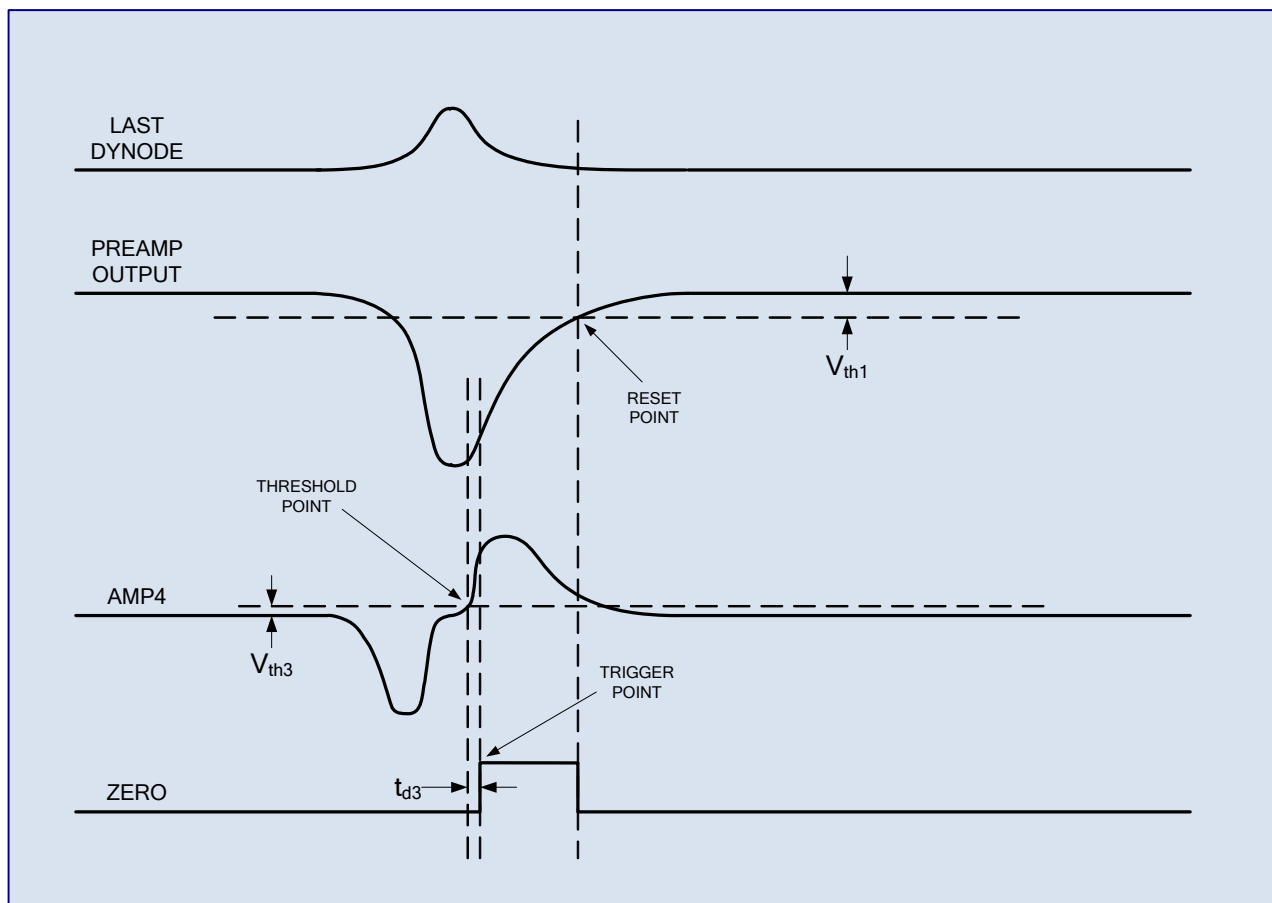 LAST
DYNODE
PREAMP
OUTPUT
Vth1
RESET
POINT
THRESHOLD
POINT
AMP4
Vth3
TRIGGER
POINT
td3
ZERO